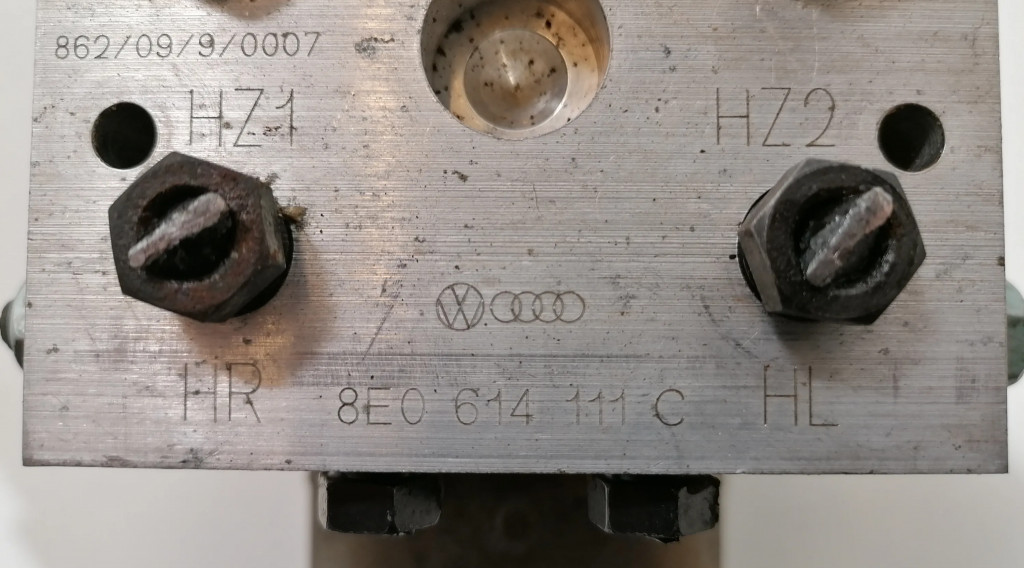 862/09/9/0007
HZ1 HZ2
HR 8E0 614 111 C HL